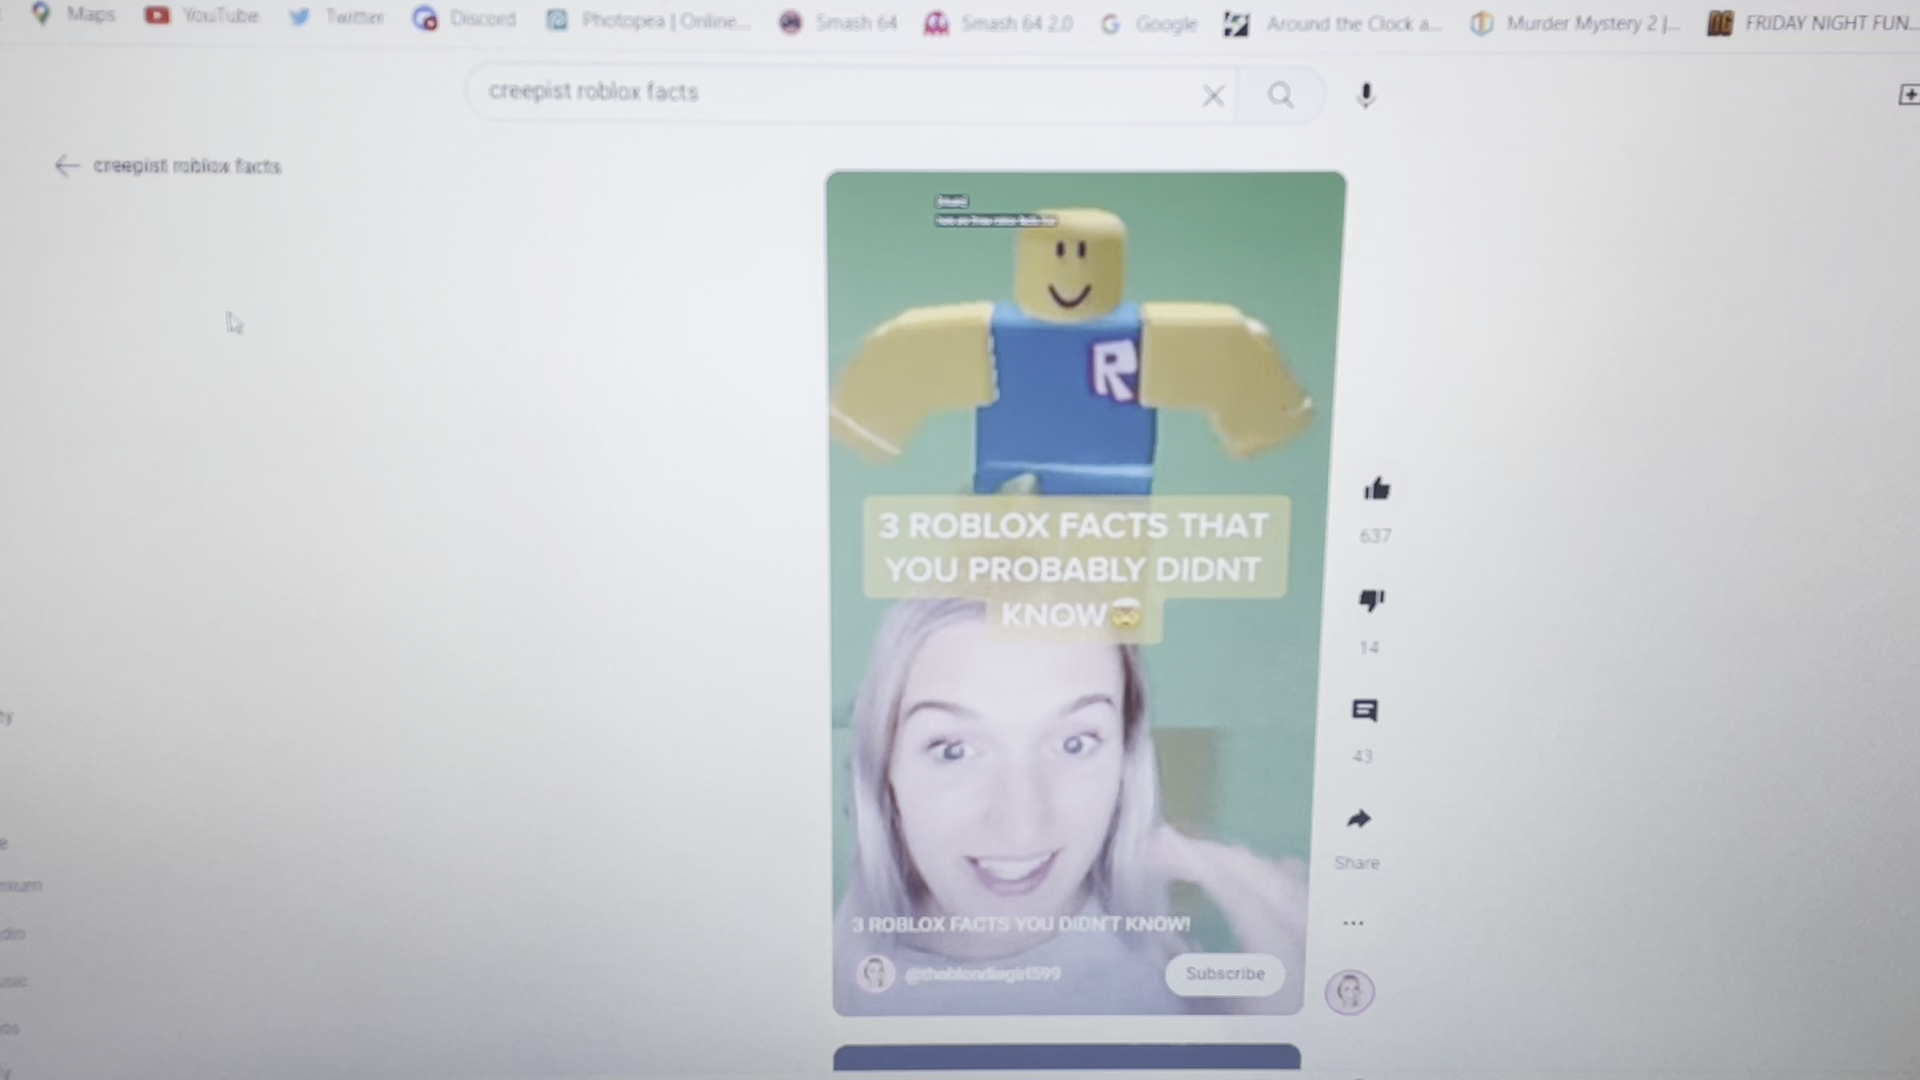 Maps
YouTube
Twitter
Discord
Photopea | Online...
Smash 64
Smash 64 2.0
Google
Around the Clock a...
Murder Mystery 2 |...
FRIDAY NIGHT FUN...
creepist roblox facts
creepist roblox facts
R
3 ROBLOX FACTS THAT
YOU PROBABLY DIDNT
KNOW🤓
637
14
43
Share
3 ROBLOX FACTS YOU DIDN'T KNOW!
@theblondiegirl599
Subscribe